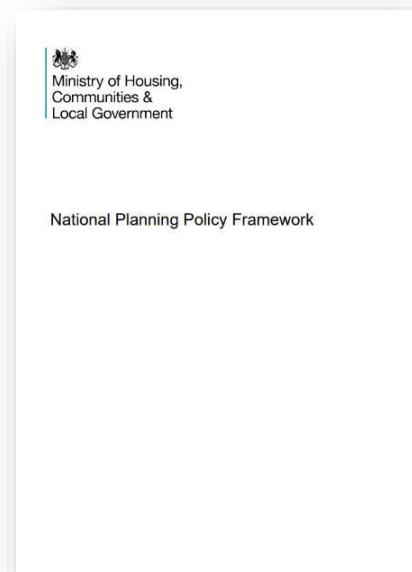 Ministry of Housing,
Communities &
Local Government
National Planning Policy Framework